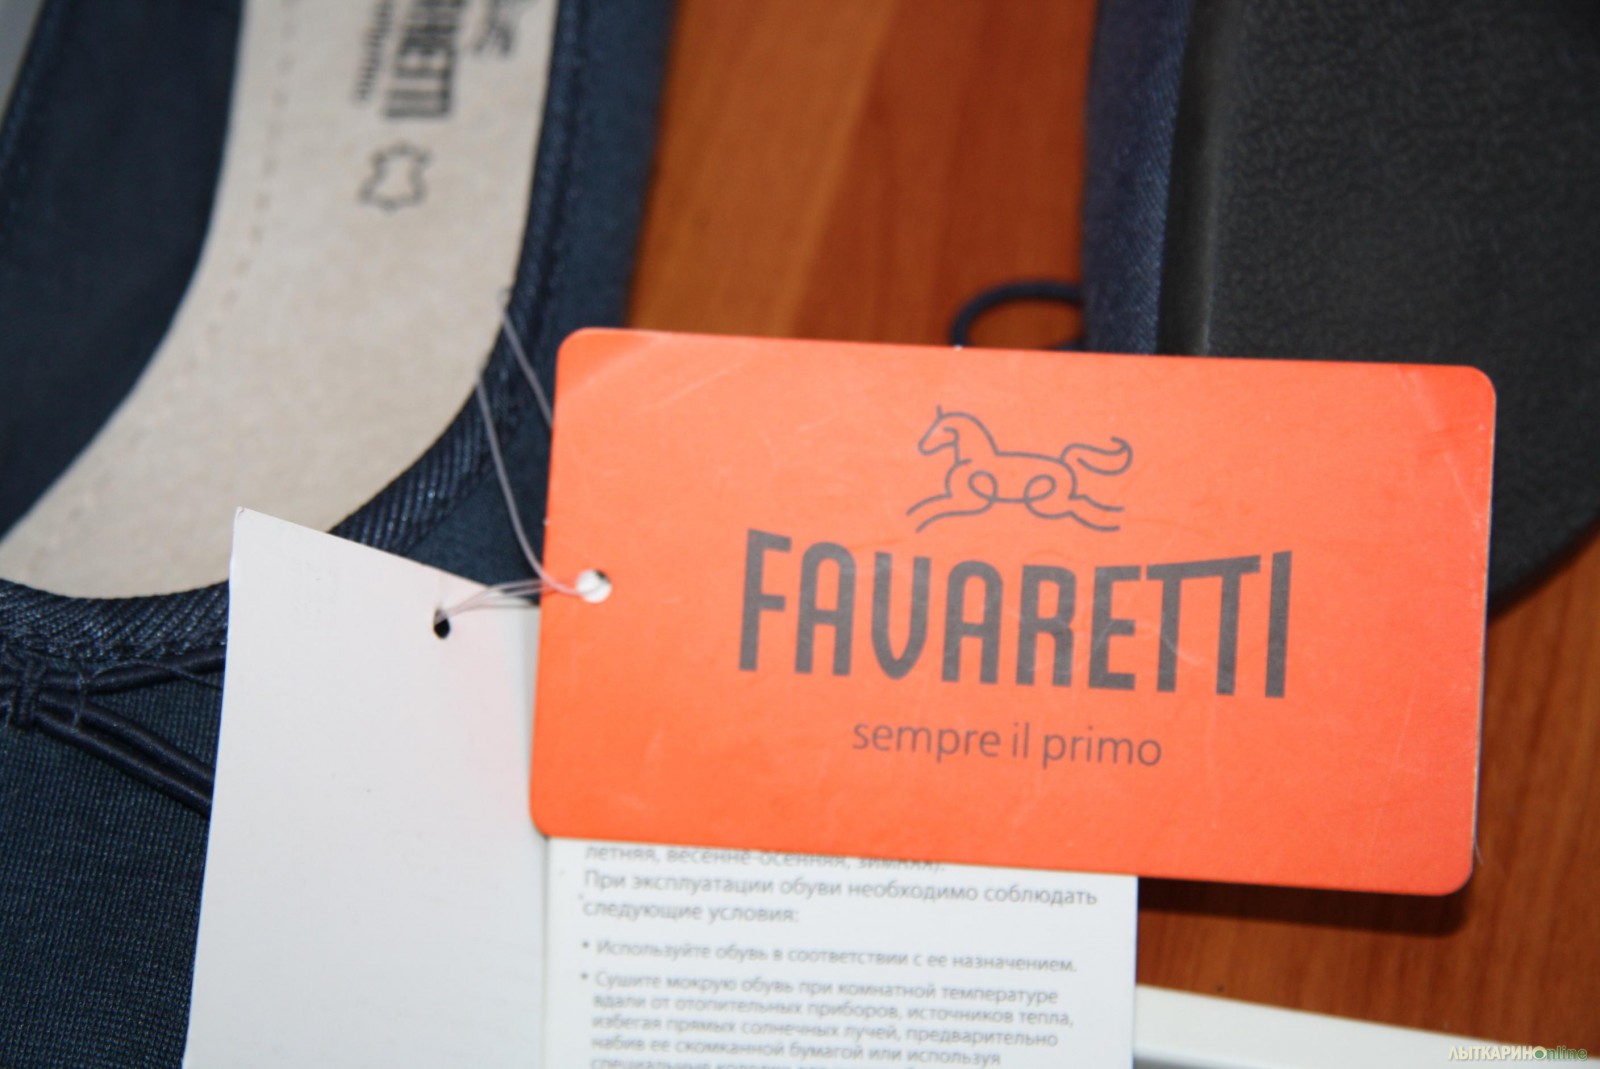 FAVARETTI
sempre il primo
летняя, весенне-осенняя, зимняя).
При эксплуатации обуви необходимо соблюдать
следующие условия:
• Используйте обувь в соответствии с ее назначением.
• Сушите мокрую обувь при комнатной температуре
вдали от отопительных приборов, источников тепла,
избегая прямых солнечных лучей, предварительно
набив ее скомканной бумагой или используя
ЛЫТКАРИНОonline